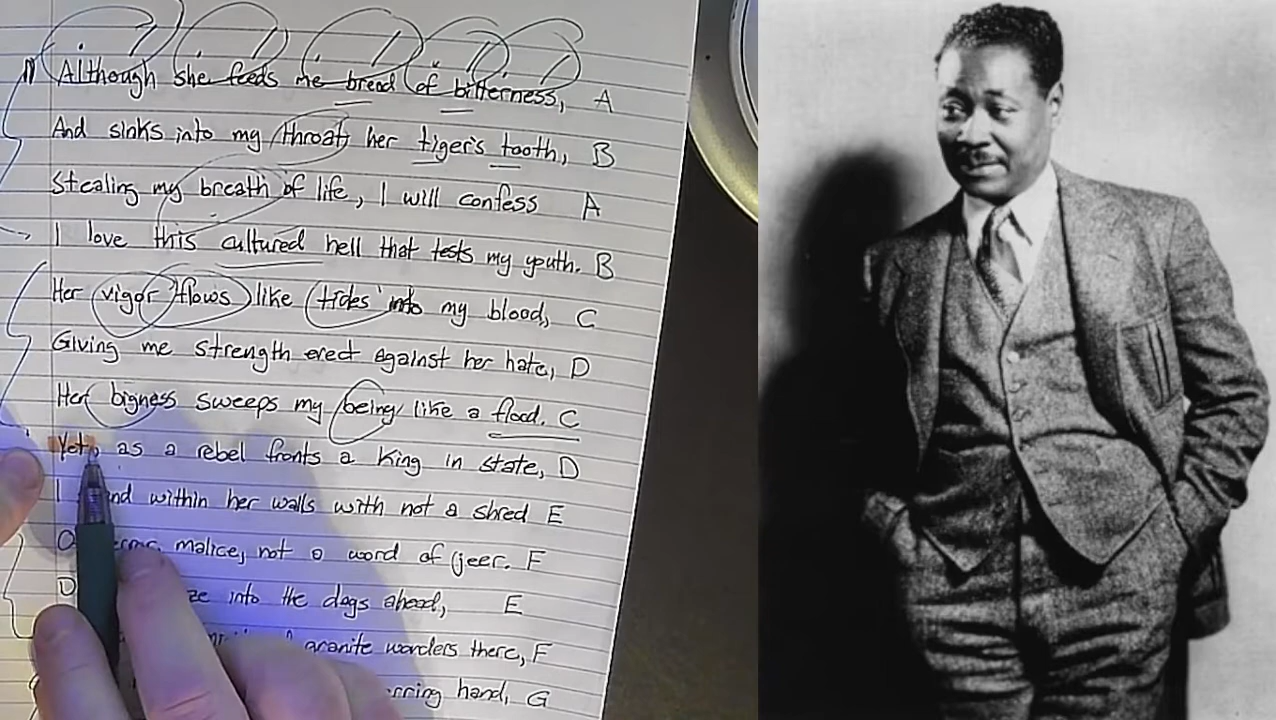 Although she feeds me bread of bitterness, A
And sinks into my throat her tiger's tooth, B
Stealing my breath of life, I will confess A
I love this cultured hell that tests my youth. B
Her vigor flows like tides into my blood, C
Giving me strength erect against her hate, D
Her bigness sweeps my being like a flood. C
Yet, as a rebel fronts a King in state, D
I within her walls with not a shred E
malice, not a word of jeer. F
into the days ahead, E
granite wonders there, F
hand, G